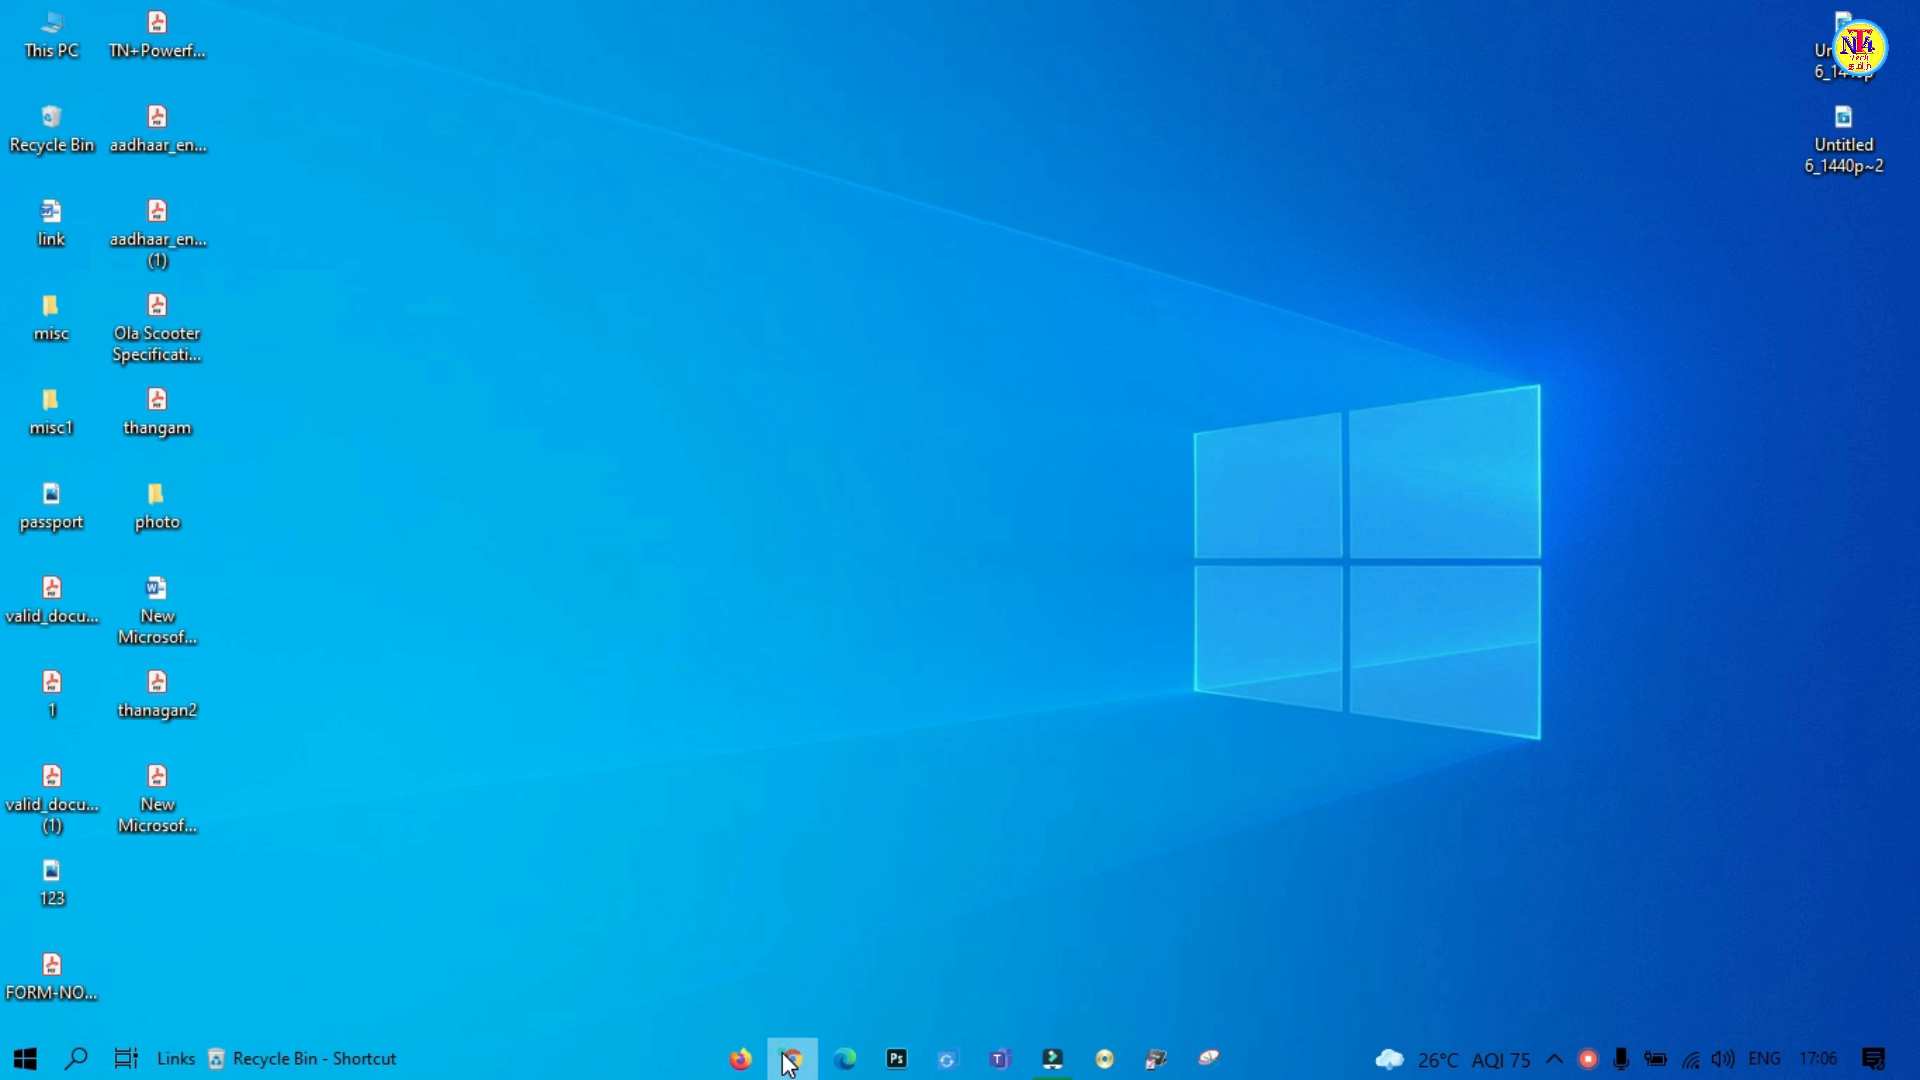 This PC
TN+Powerf...
Recycle Bin
aadhaar_en...
link
aadhaar_en...
(1)
misc
Ola Scooter
Specificati...
misc1
thangam
passport
photo
valid_docu...
New
Microsof...
1
thanagan2
valid_docu...
(1)
New
Microsof...
123
FORM-NO...
Untitled
6_1440p~2
Links
Recycle Bin - Shortcut
Ps
26°C AQI 75
ENG
17:06